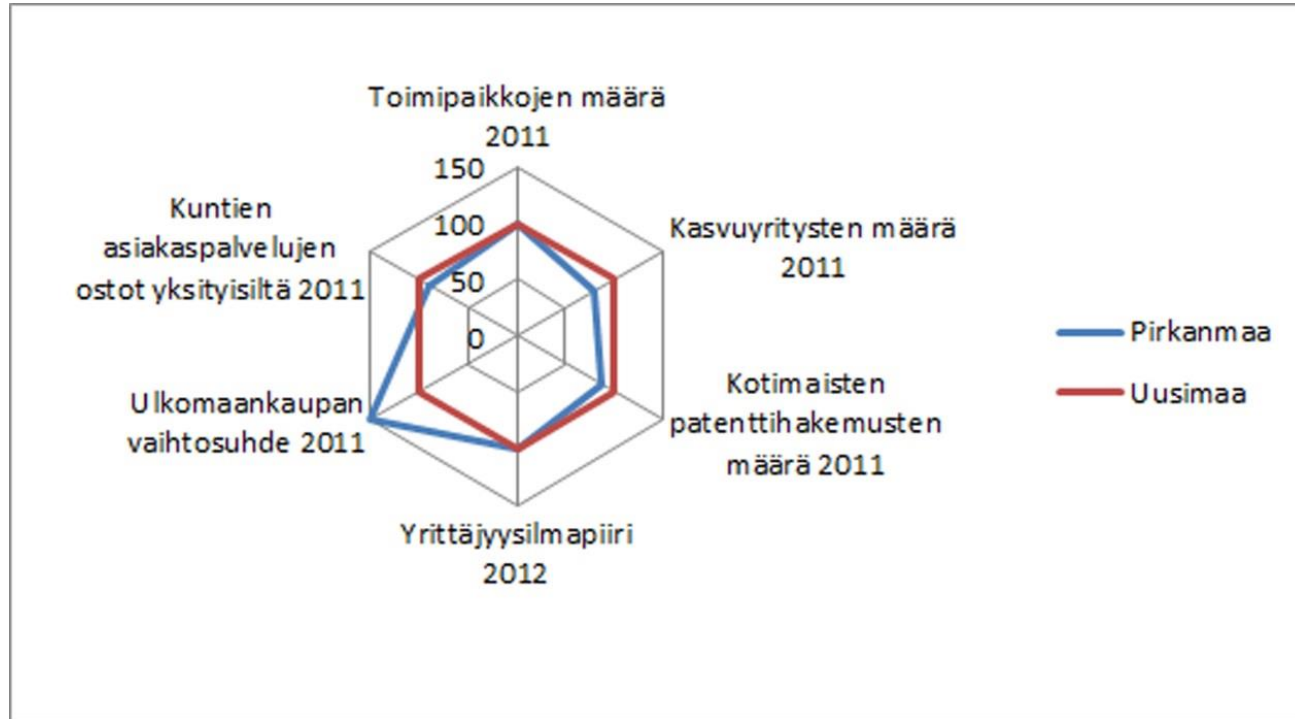 Toimipaikkojen määrä
2011
150
100
50
0
Kasvuyritysten määrä
2011
Kotimaisten
patenttihakemusten
määrä 2011
Yrittäjyysilmapiiri
2012
Ulkomaankaupan
vaihtosuhde 2011
Kuntien
asiakaspalvelujen
ostot yksityisiltä 2011
Pirkanmaa
Uusimaa